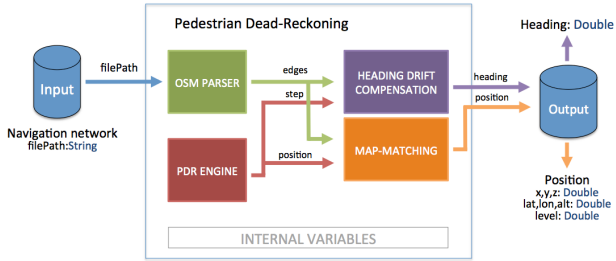 Pedestrian Dead-Reckoning
Heading: Double
filePath
Input
OSM PARSER
edges
step
HEADING DRIFT
COMPENSATION
heading
position
Output
Navigation network
filePath:String
PDR ENGINE
position
MAP-MATCHING
Position
x,y,z: Double
lat,lon,alt: Double
level: Double
INTERNAL VARIABLES